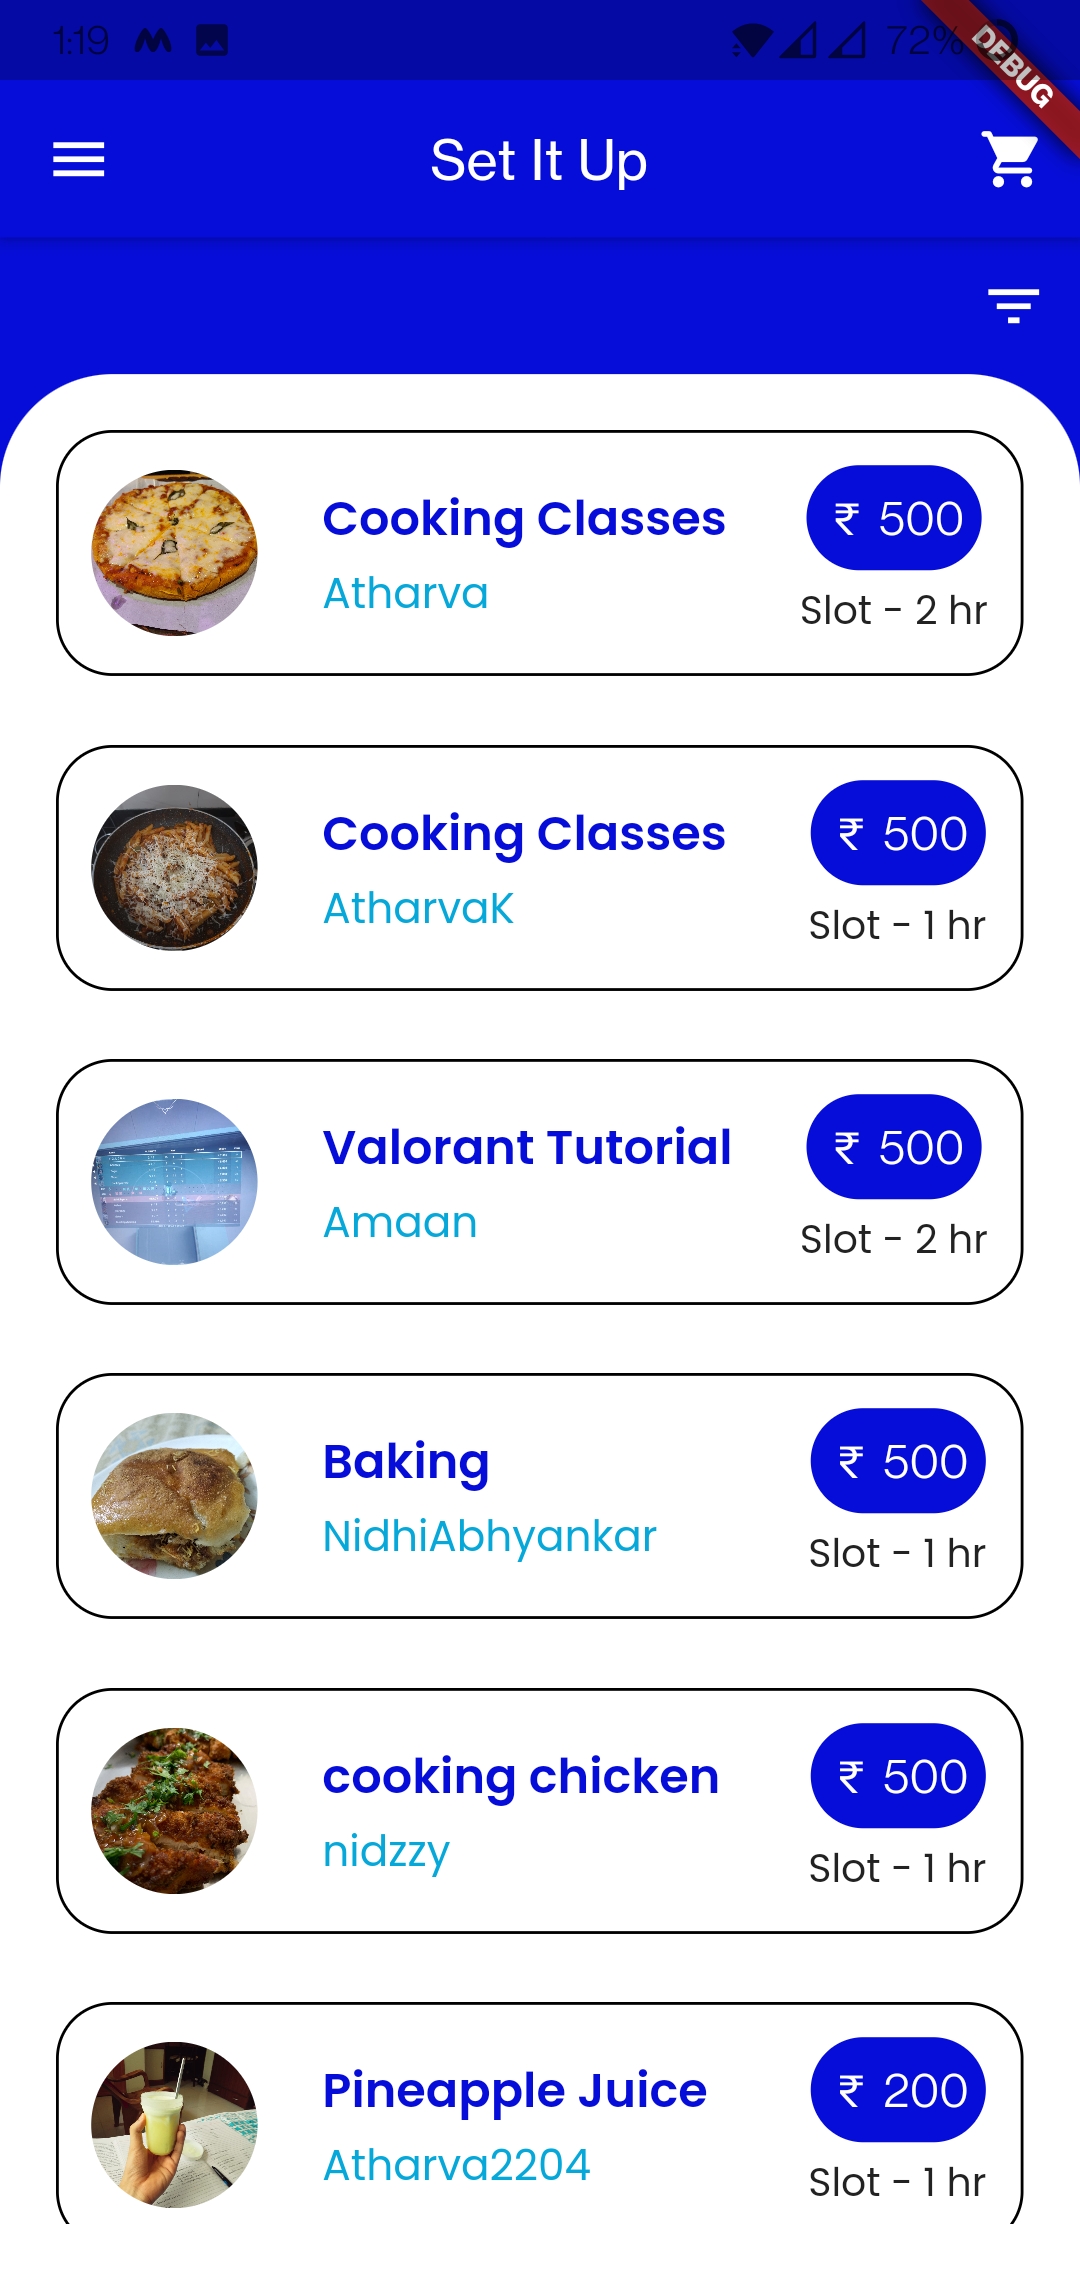 1:19
72%
DEBUG
Set It Up
Cooking Classes
₹ 500
Atharva
Slot - 2 hr
Cooking Classes
₹ 500
AtharvaK
Slot - 1 hr
Valorant Tutorial
₹ 500
Amaan
Slot - 2 hr
Baking
₹ 500
NidhiAbhyankar
Slot - 1 hr
cooking chicken
₹ 500
nidzzy
Slot - 1 hr
Pineapple Juice
₹ 200
Atharva2204
Slot - 1 hr